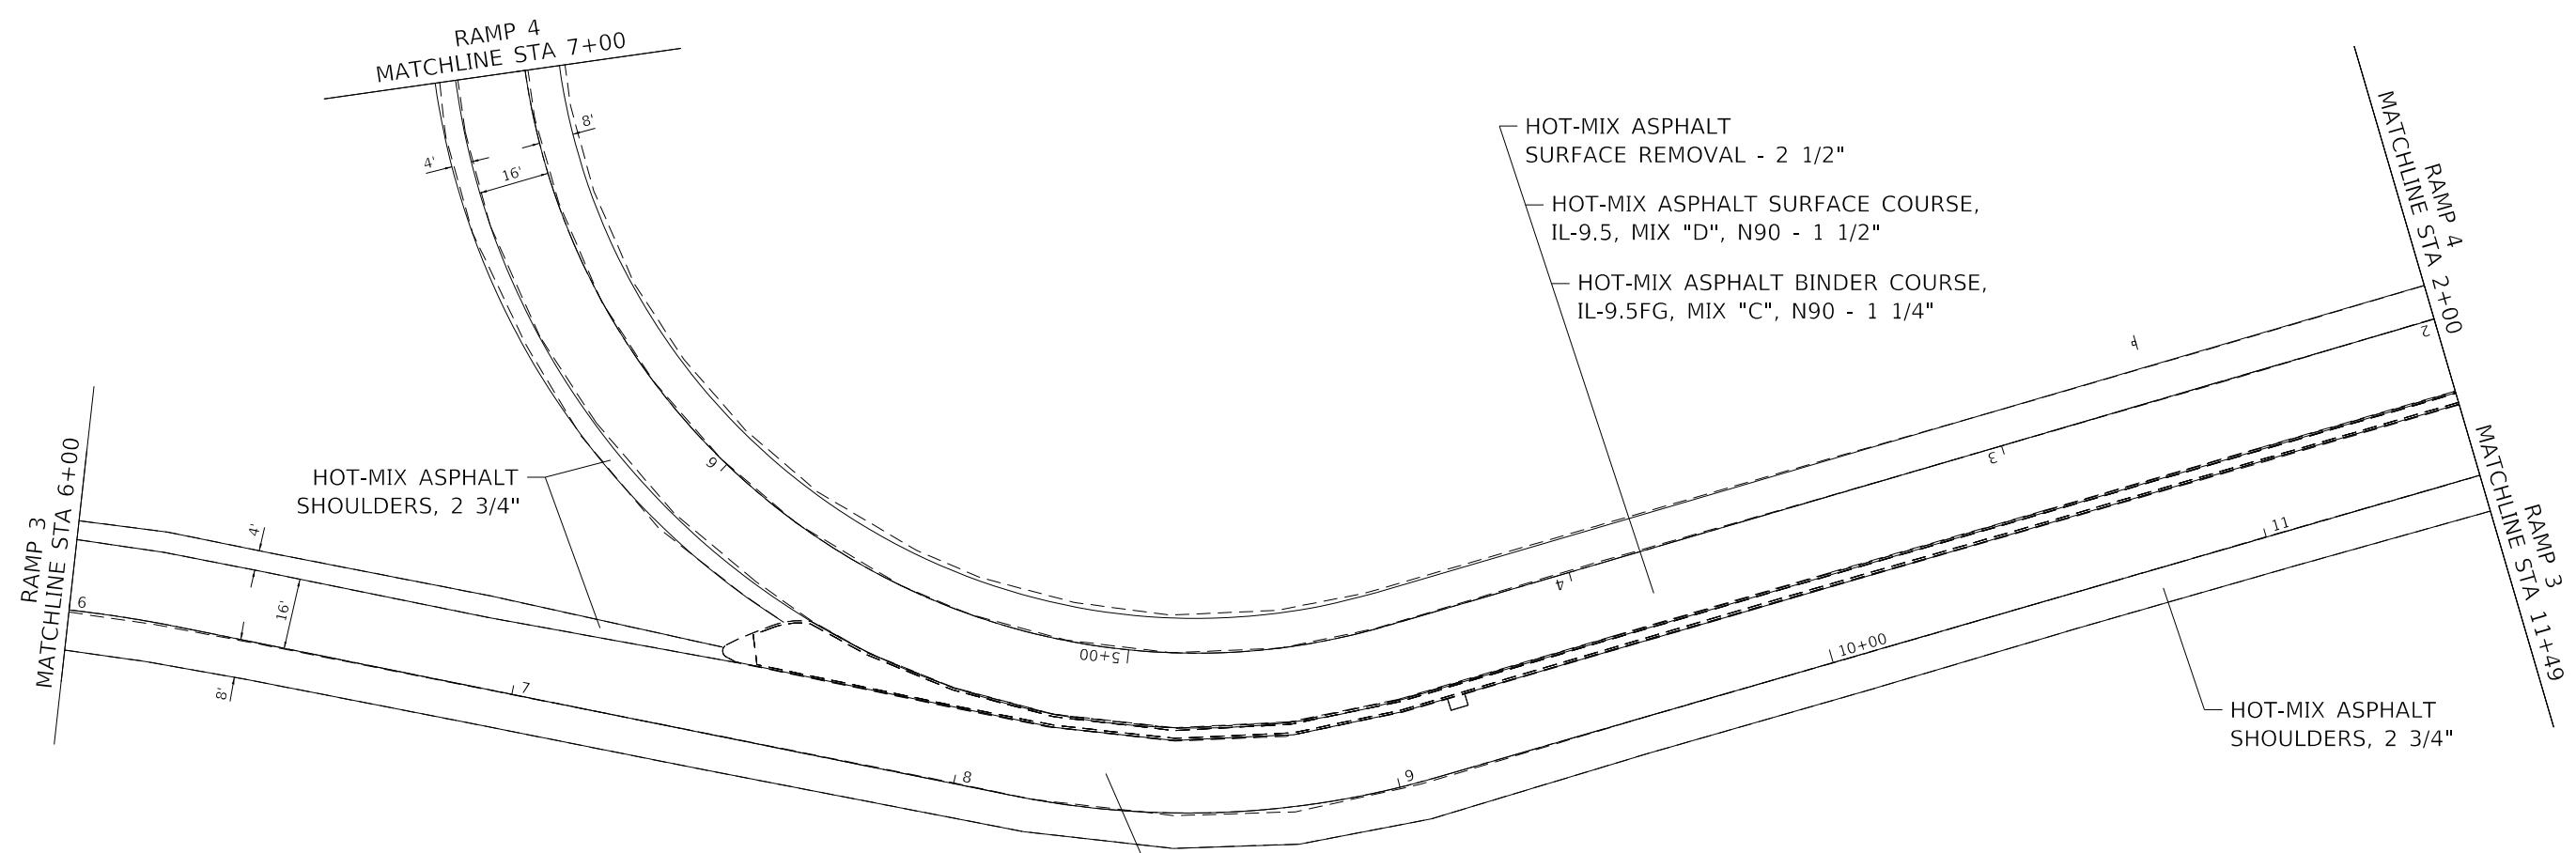 RAMP 4
MATCHLINE STA 7+00
8'
4'
16'
HOT-MIX ASPHALT
SURFACE REMOVAL - 2 1/2"
HOT-MIX ASPHALT SURFACE COURSE,
IL-9.5, MIX "D", N90 - 1 1/2"
HOT-MIX ASPHALT BINDER COURSE,
IL-9.5FG, MIX "C", N90 - 1 1/4"
RAMP 4
MATCHLINE STA 2+00
2
3
4
5+00
6
HOT-MIX ASPHALT
SHOULDERS, 2 3/4"
RAMP 3
MATCHLINE STA 6+00
4'
16'
8'
6
7
8
9
10+00
11
RAMP 3
MATCHLINE STA 11+49
HOT-MIX ASPHALT
SHOULDERS, 2 3/4"